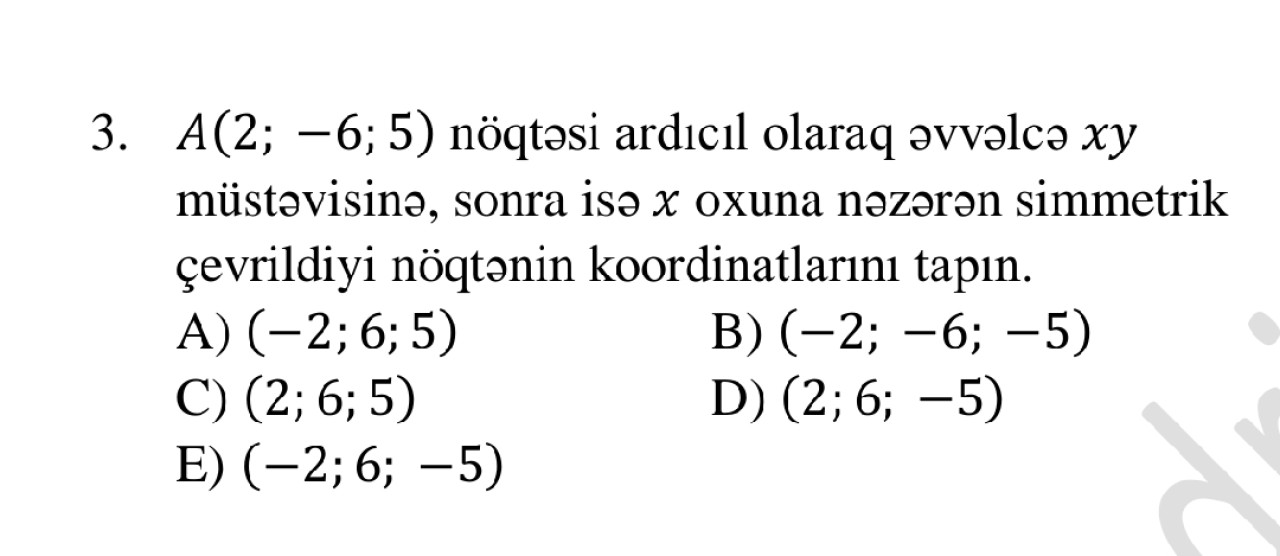 3. A(2; −6; 5) nöqtəsi ardıcıl olaraq əvvəlcə xy
müstəvisinə, sonra isə x oxuna nəzərən simmetrik
çevrildiyi nöqtənin koordinatlarını tapın.
A) (−2; 6; 5) B) (−2; −6; −5)
C) (2; 6; 5) D) (2; 6; −5)
E) (−2; 6; −5)